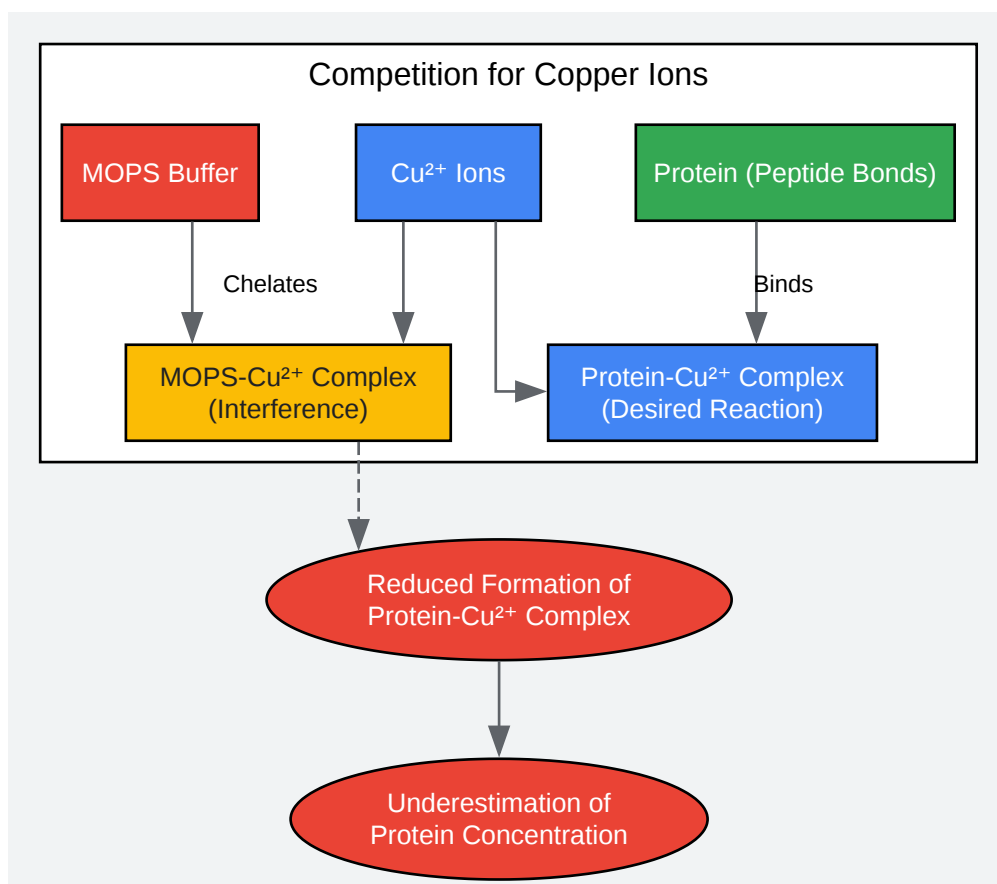 Competition for Copper Ions
MOPS Buffer
Cu²⁺ Ions
Protein (Peptide Bonds)
Chelates
Binds
MOPS-Cu²⁺ Complex
(Interference)
Protein-Cu²⁺ Complex
(Desired Reaction)
Reduced Formation of
Protein-Cu²⁺ Complex
Underestimation of
Protein Concentration